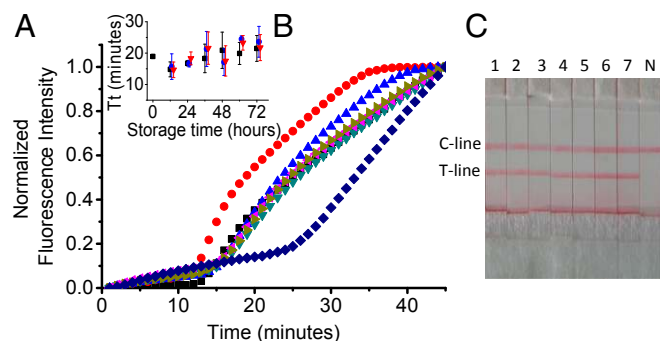 A
B
C
Tt (minutes)
30
20
10
0
0 24 48 72
Storage time (hours)
Normalized
Fluorescence Intensity
1.0
0.8
0.6
0.4
0.2
0.0
0 10 20 30 40
Time (minutes)
1 2 3 4 5 6 7 N
C-line
T-line